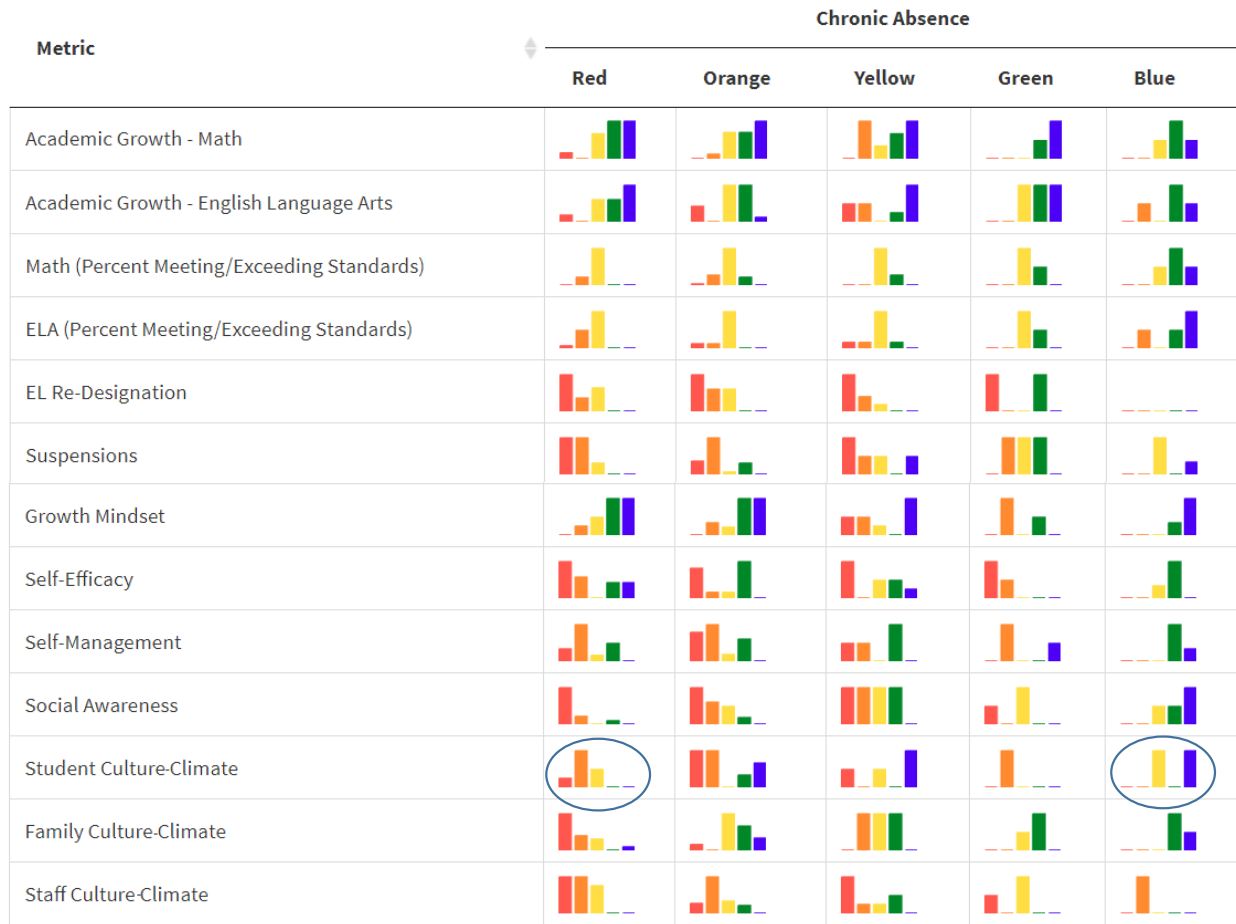 Chronic Absence
Metric
Red Orange Yellow Green Blue
Academic Growth - Math
Academic Growth - English Language Arts
Math (Percent Meeting/Exceeding Standards)
ELA (Percent Meeting/Exceeding Standards)
EL Re-Designation
Suspensions
Growth Mindset
Self-Efficacy
Self-Management
Social Awareness
Student Culture-Climate
Family Culture-Climate
Staff Culture-Climate